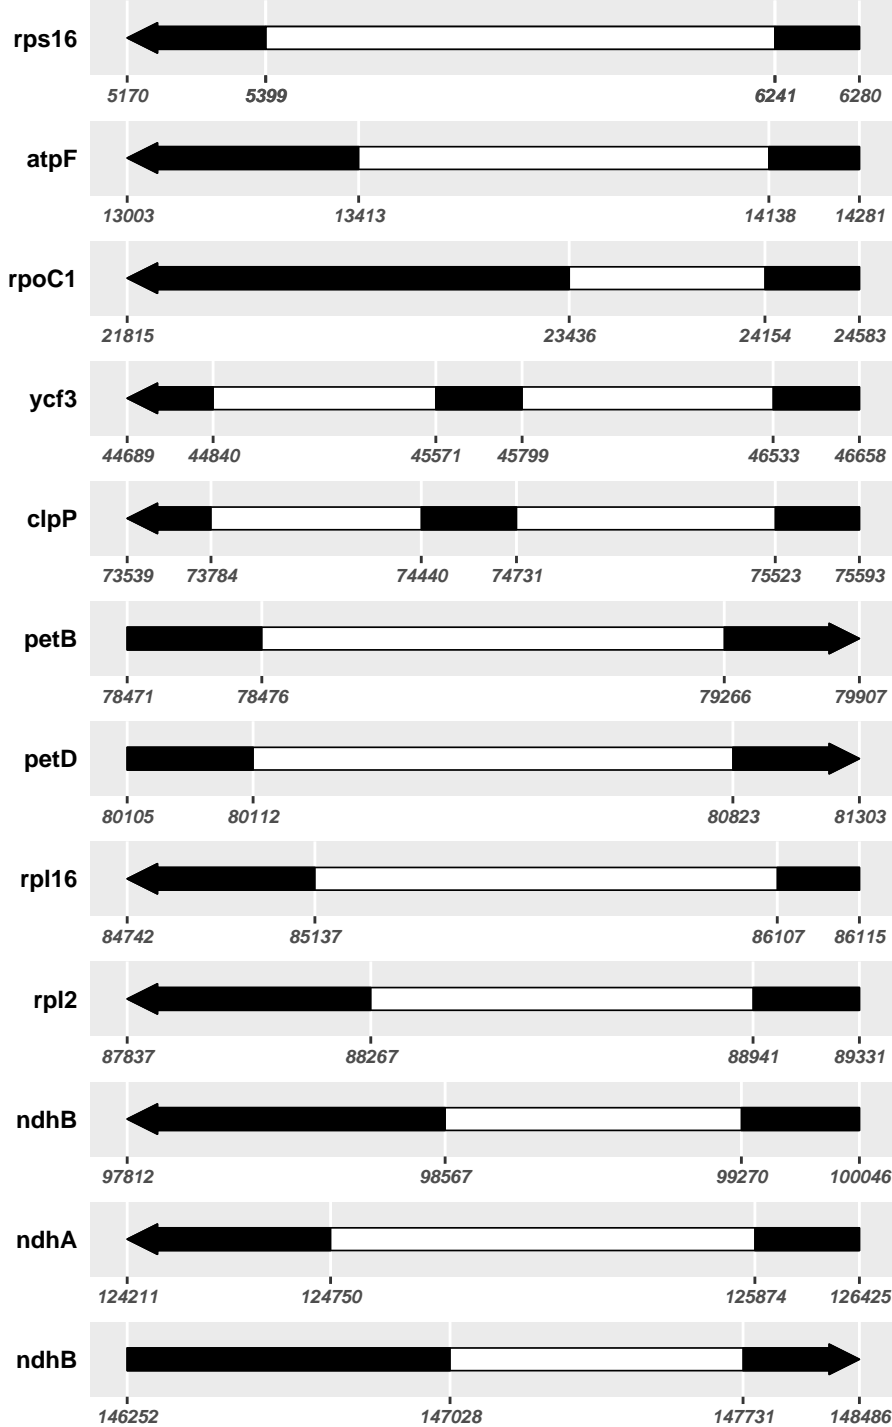 rps16
5170 5399 6241 6280
atpF
13003 13413 14138 14281
rpoC1
21815 23436 24154 24583
ycf3
44689 44840 45571 45799 46533 46658
clpP
73539 73784 74440 74731 75523 75593
petB
78471 78476 79266 79907
petD
80105 80112 80823 81303
rpl16
84742 85137 86107 86115
rpl2
87837 88267 88941 89331
ndhB
97812 98567 99270 100046
ndhA
124211 124750 125874 126425
ndhB
146252 147028 147731 148486